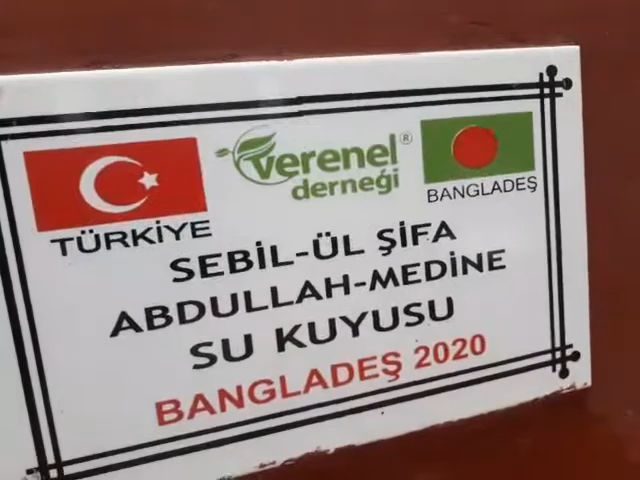 TÜRKİYE
verenel®
derneği
BANGLADEŞ
SEBİL-ÜL ŞİFA
ABDULLAH-MEDİNE
SU KUYUSU
BANGLADEŞ 2020